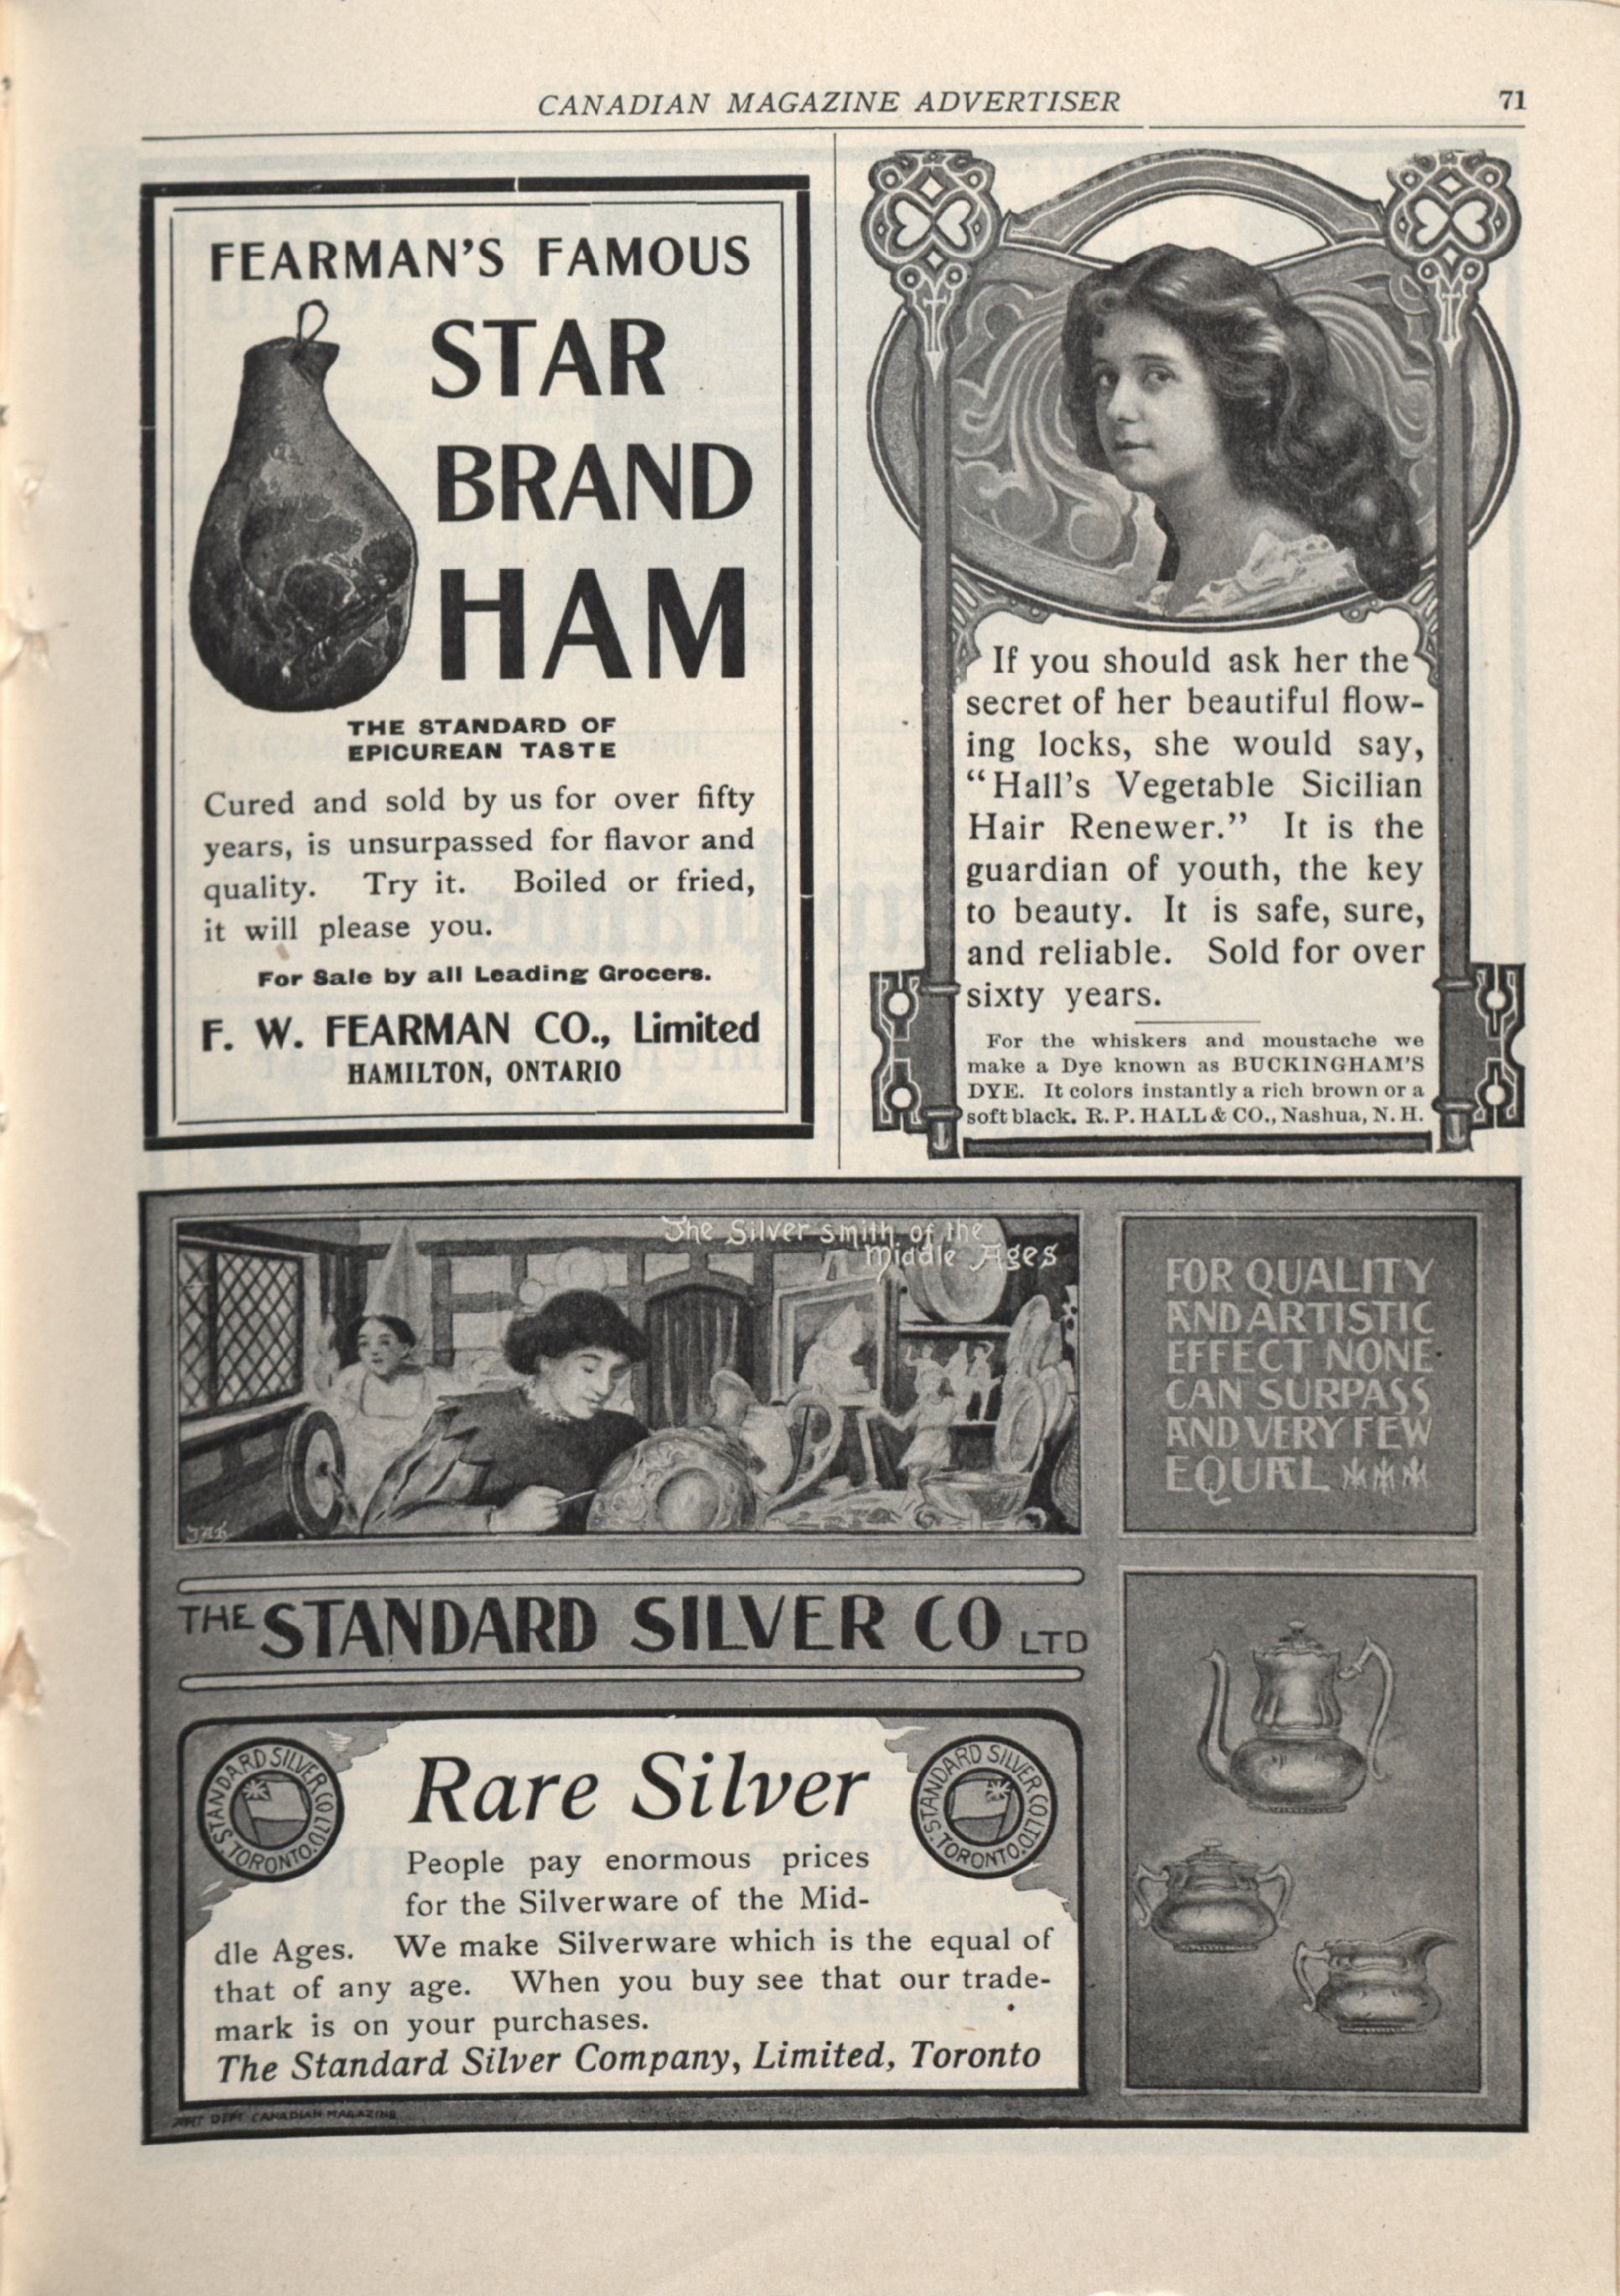 CANADIAN MAGAZINE ADVERTISER
71
FEARMAN'S FAMOUS
STAR
BRAND
HAM
THE STANDARD OF
EPICUREAN TASTE
Cured and sold by us for over fifty
years, is unsurpassed for flavor and
quality. Try it. Boiled or fried,
it will please you.
For Sale by all Leading Grocers.
F. W. FEARMAN CO., Limited
HAMILTON, ONTARIO
If you should ask her the
secret of her beautiful flow-
ing locks, she would say,
“Hall's Vegetable Sicilian
Hair Renewer.” It is the
guardian of youth, the key
to beauty. It is safe, sure,
and reliable. Sold for over
sixty years.
For the whiskers and moustache we
make a Dye known as BUCKINGHAM'S
DYE. It colors instantly a rich brown or a
soft black. R. P. HALL & CO., Nashua, N. H.
The Silver smith of the
Middle Ages
FOR QUALITY
AND ARTISTIC
EFFECT NONE
CAN SURPASS
AND VERY FEW
EQUAL
THE STANDARD SILVER CO LTD
STANDARD SILVER CO. LTD. TORONTO.
Rare Silver
STANDARD SILVER CO. LTD. TORONTO.
People pay enormous prices
for the Silverware of the Mid-
dle Ages. We make Silverware which is the equal of
that of any age. When you buy see that our trade-
mark is on your purchases.
The Standard Silver Company, Limited, Toronto
ART DEPT CANADIAN MAGAZINE